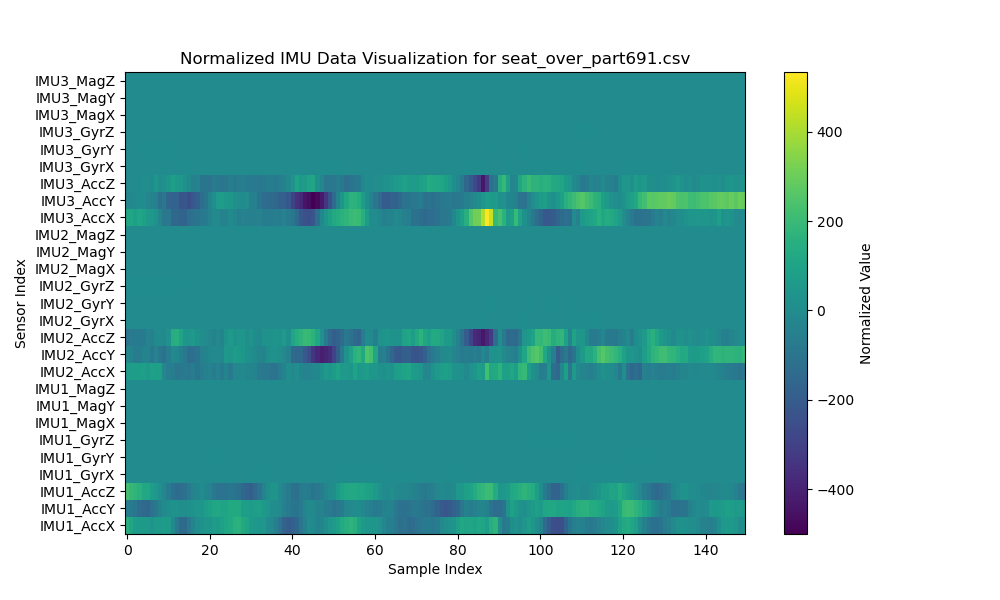 Normalized IMU Data Visualization for seat_over_part691.csv
IMU3_MagZ
IMU3_MagY
IMU3_MagX
IMU3_GyrZ
IMU3_GyrY
IMU3_GyrX
IMU3_AccZ
IMU3_AccY
IMU3_AccX
IMU2_MagZ
IMU2_MagY
IMU2_MagX
IMU2_GyrZ
IMU2_GyrY
IMU2_GyrX
IMU2_AccZ
IMU2_AccY
IMU2_AccX
IMU1_MagZ
IMU1_MagY
IMU1_MagX
IMU1_GyrZ
IMU1_GyrY
IMU1_GyrX
IMU1_AccZ
IMU1_AccY
IMU1_AccX
Sensor Index
0 20 40 60 80 100 120 140
Sample Index
400
200
0
−200
−400
Normalized Value